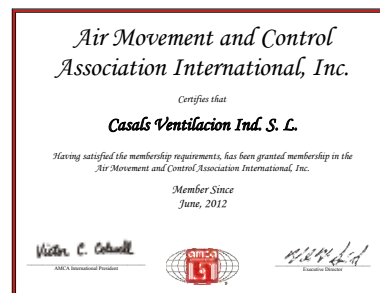 Air Movement and Control
Association International, Inc.
Certifies that
Casals Ventilacion Ind. S. L.
Having satisfied the membership requirements, has been granted membership in the
Air Movement and Control Association International, Inc.
Member Since
June, 2012
Victor C. Colwell
AMCA International President
amca
Executive Director